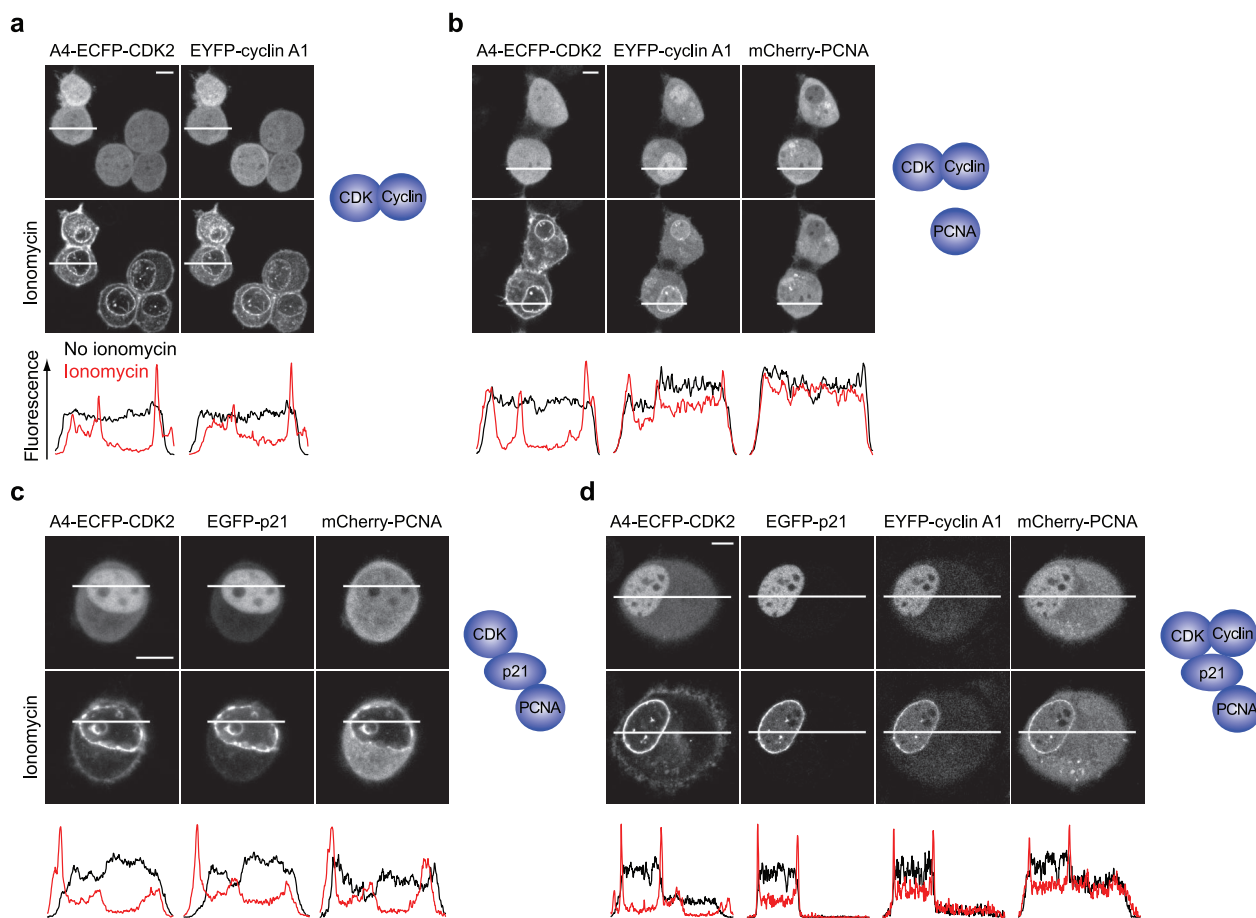 a
A4-ECFP-CDK2 EYFP-cyclin A1
Ionomycin
CDK Cyclin
Fluorescence
No ionomycin
Ionomycin
b
A4-ECFP-CDK2 EYFP-cyclin A1 mCherry-PCNA
CDK Cyclin
PCNA
c
A4-ECFP-CDK2 EGFP-p21 mCherry-PCNA
Ionomycin
CDK
p21
PCNA
d
A4-ECFP-CDK2 EGFP-p21 EYFP-cyclin A1 mCherry-PCNA
CDK Cyclin
p21
PCNA